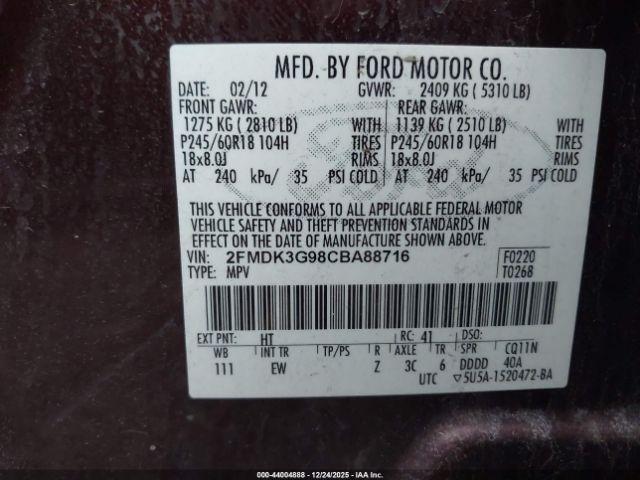 MFD. BY FORD MOTOR CO.
DATE: 02/12 GVWR: 2409 KG ( 5310 LB)
FRONT GAWR: REAR GAWR:
1275 KG ( 2810 LB) WITH 1139 KG ( 2510 LB) WITH
P245/60R18 104H TIRES P245/60R18 104H TIRES
18x8.0J RIMS 18x8.0J RIMS
AT 240 kPa/ 35 PSI COLD AT 240 kPa/ 35 PSI COLD
THIS VEHICLE CONFORMS TO ALL APPLICABLE FEDERAL MOTOR
VEHICLE SAFETY AND THEFT PREVENTION STANDARDS IN
EFFECT ON THE DATE OF MANUFACTURE SHOWN ABOVE.
VIN: 2FMDK3G98CBA88716 F0220
TYPE: MPV T0268
EXT PNT: HT RC: 41 DSO:
WB INT TR TP/PS R AXLE TR SPR CQ11N
111 EW Z 3C 6 DDDD 40A
UTC ▽5U5A-1520472-BA
000-44004888 • 12/24/2025 • IAA Inc.